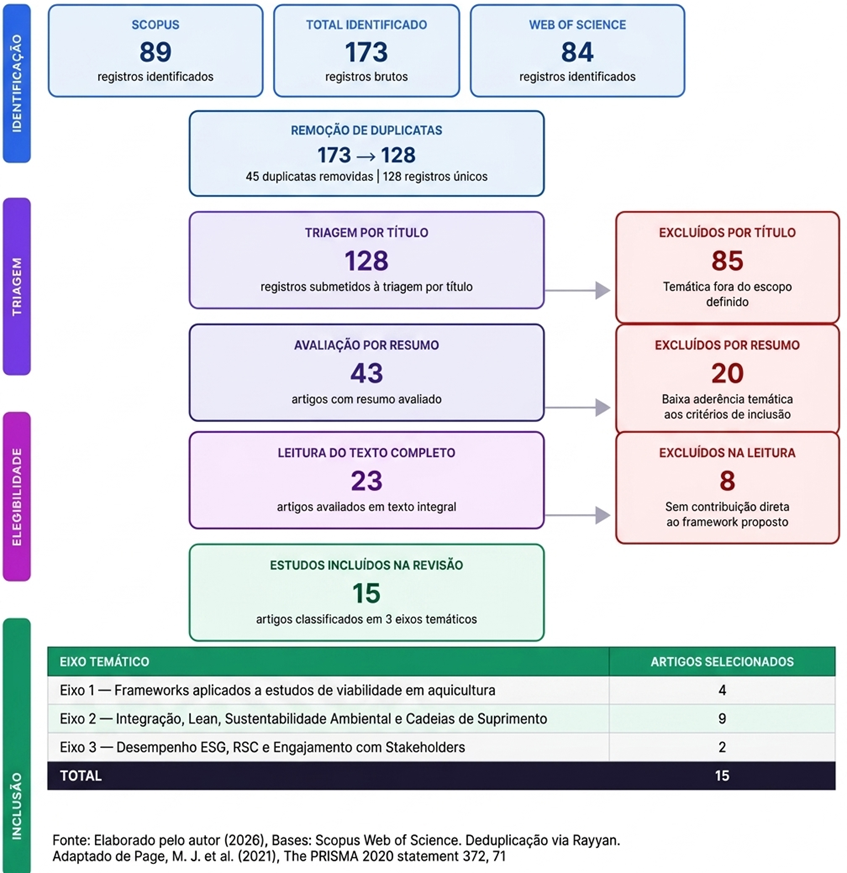 IDENTIFICAÇÃO
SCOPUS
89
registros identificados
TOTAL IDENTIFICADO
173
registros brutos
WEB OF SCIENCE
84
registros identificados
REMOÇÃO DE DUPLICATAS
173 → 128
45 duplicatas removidas | 128 registros únicos
TRIAGEM
TRIAGEM POR TÍTULO
128
registros submetidos à triagem por título
EXCLUÍDOS POR TÍTULO
85
Temática fora do escopo
definido
AVALIAÇÃO POR RESUMO
43
artigos com resumo avaliado
EXCLUÍDOS POR RESUMO
20
Baixa aderência temática
aos critérios de inclusão
ELEGIBILIDADE
LEITURA DO TEXTO COMPLETO
23
artigos avaliados em texto integral
EXCLUÍDOS NA LEITURA
8
Sem contribuição direta
ao framework proposto
ESTUDOS INCLUÍDOS NA REVISÃO
15
artigos classificados em 3 eixos temáticos
INCLUSÃO
EIXO TEMÁTICO ARTIGOS SELECIONADOS
Eixo 1 — Frameworks aplicados a estudos de viabilidade em aquicultura 4
Eixo 2 — Integração, Lean, Sustentabilidade Ambiental e Cadeias de Suprimento 9
Eixo 3 — Desempenho ESG, RSC e Engajamento com Stakeholders 2
TOTAL 15
Fonte: Elaborado pelo autor (2026), Bases: Scopus Web of Science. Deduplicação via Rayyan.
Adaptado de Page, M. J. et al. (2021), The PRISMA 2020 statement 372, 71